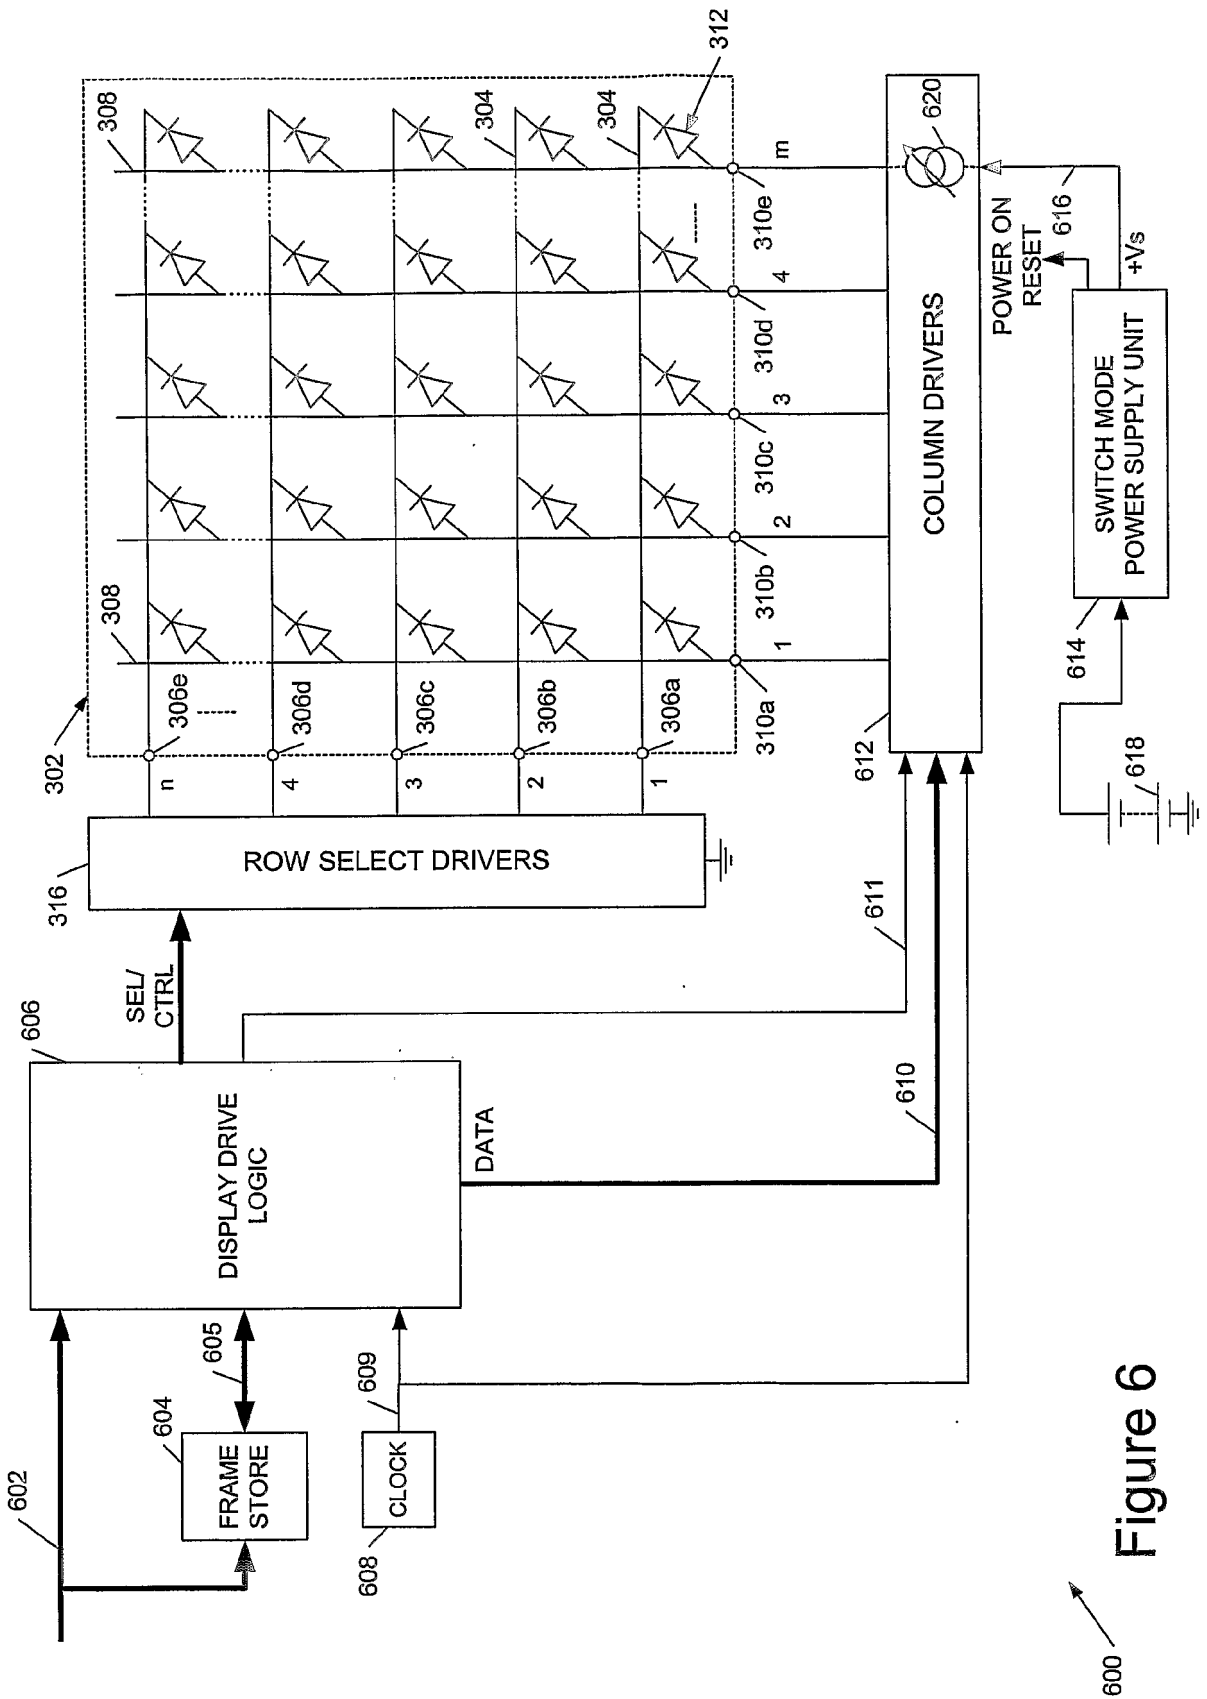 602
604
FRAME
STORE
605
608
CLOCK
609
606
DISPLAY DRIVE
LOGIC
DATA
SEL/
CTRL
316
ROW SELECT DRIVERS
n
4
3
2
1
302
306e
306d
306c
306b
306a
308
308
304
304
312
310a
310b
310c
310d
310e
1
2
3
4
m
610
611
612
COLUMN DRIVERS
620
616
POWER ON
RESET
+Vs
614
SWITCH MODE
POWER SUPPLY UNIT
618
600
Figure 6